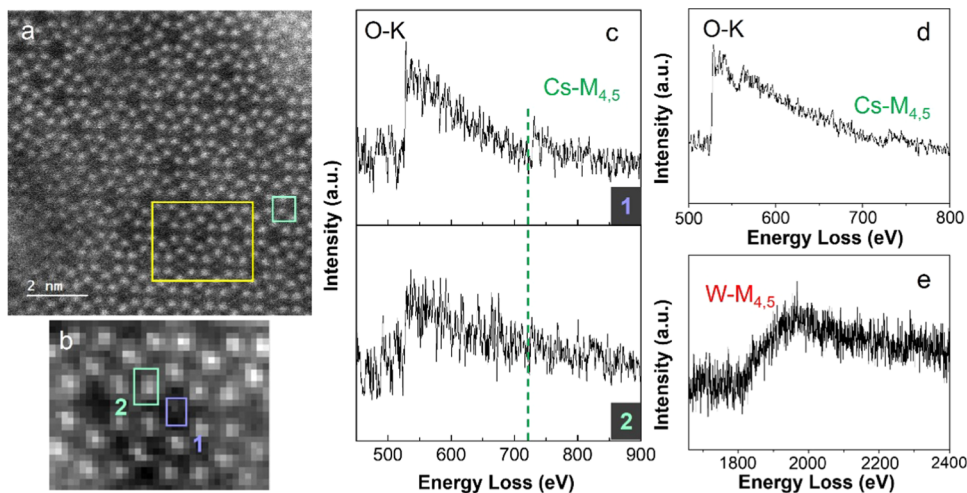 a
2 nm
b
2
1
O-K
c
Cs-M4,5
1
2
450 600 700 800 900
Energy Loss (eV)
Intensity (a.u.)
O-K
d
Cs-M4,5
500 600 700 800
Energy Loss (eV)
Intensity (a.u.)
W-M4,5
e
1800 2000 2200 2400
Energy Loss (eV)
Intensity (a.u.)